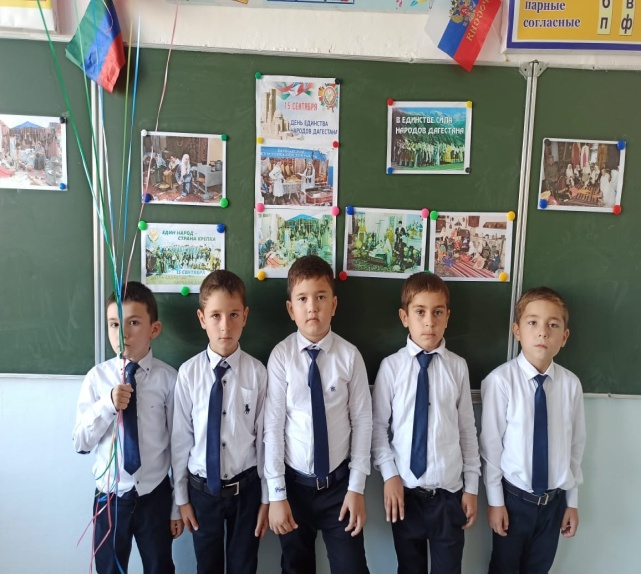 парные
согласные
о в
п ф
15 СЕНТЯБРЯ
ДЕНЬ ЕДИНСТВА
НАРОДОВ ДАГЕСТАНА
В ЕДИНСТВЕ СИЛА
НАРОДОВ ДАГЕСТАНА
ЕДИН НАРОД -
СТРАНА КРЕПКА
15 СЕНТЯБРЯ